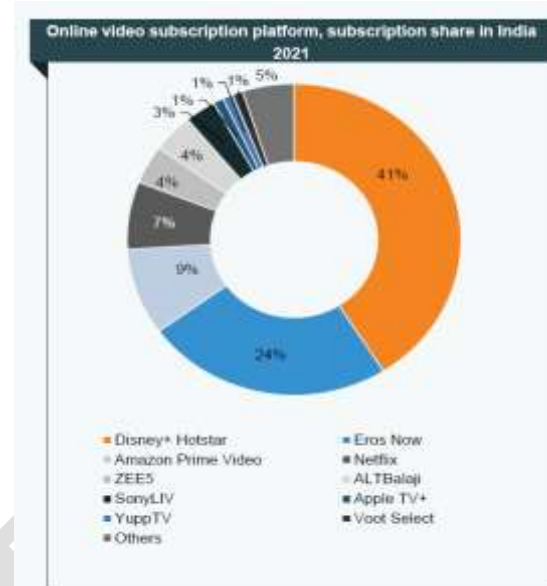 Online video subscription platform, subscription share in India
2021
1% 1% 5%
1%
3%
4%
4%
7%
9%
24%
41%
Disney+ Hotstar
Eros Now
Amazon Prime Video
Netflix
ZEE5
ALTBalaji
SonyLIV
Apple TV+
YuppTV
Voot Select
Others